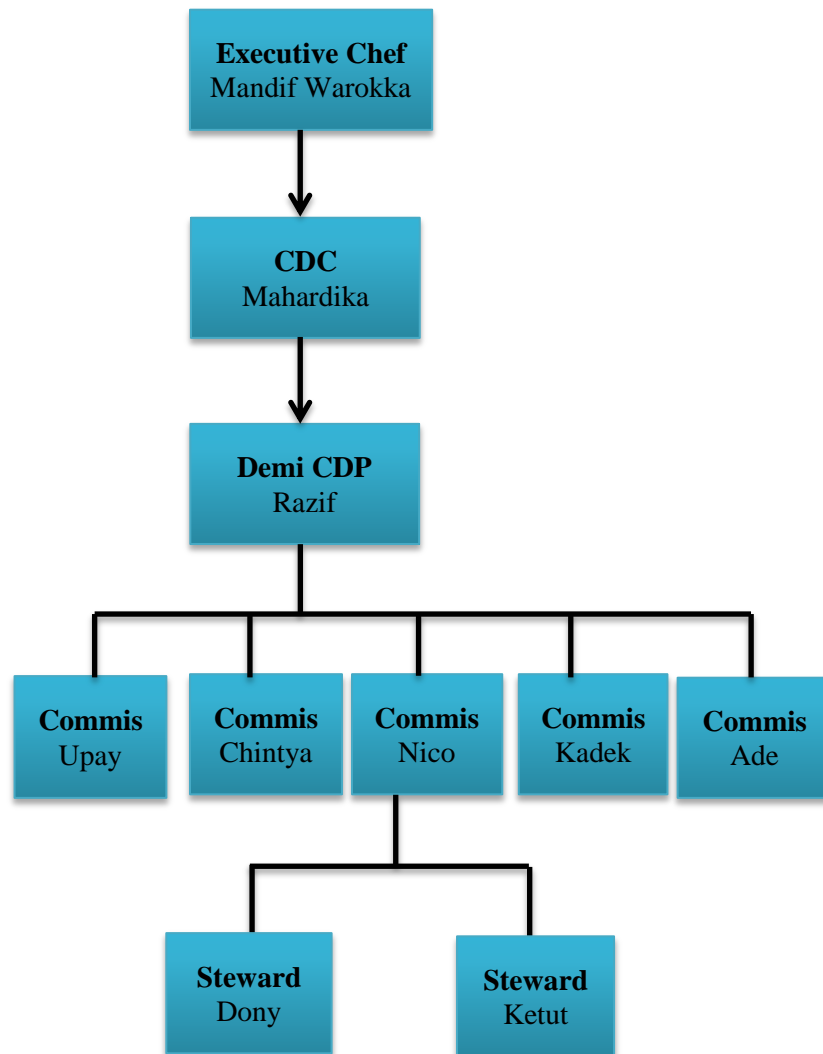 Executive Chef
Mandif Warokka
CDC
Mahardika
Demi CDP
Razif
Commis
Upay
Commis
Chintya
Commis
Nico
Commis
Kadek
Commis
Ade
Steward
Dony
Steward
Ketut